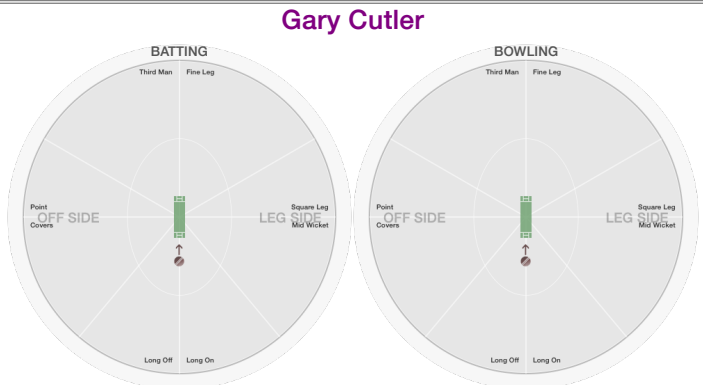 Gary Cutler
BATTING
Third Man Fine Leg
Point
OFF SIDE
Covers
Square Leg
LEG SIDE
Mid Wicket
Long Off Long On
BOWLING
Third Man Fine Leg
Point
OFF SIDE
Covers
Square Leg
LEG SIDE
Mid Wicket
Long Off Long On